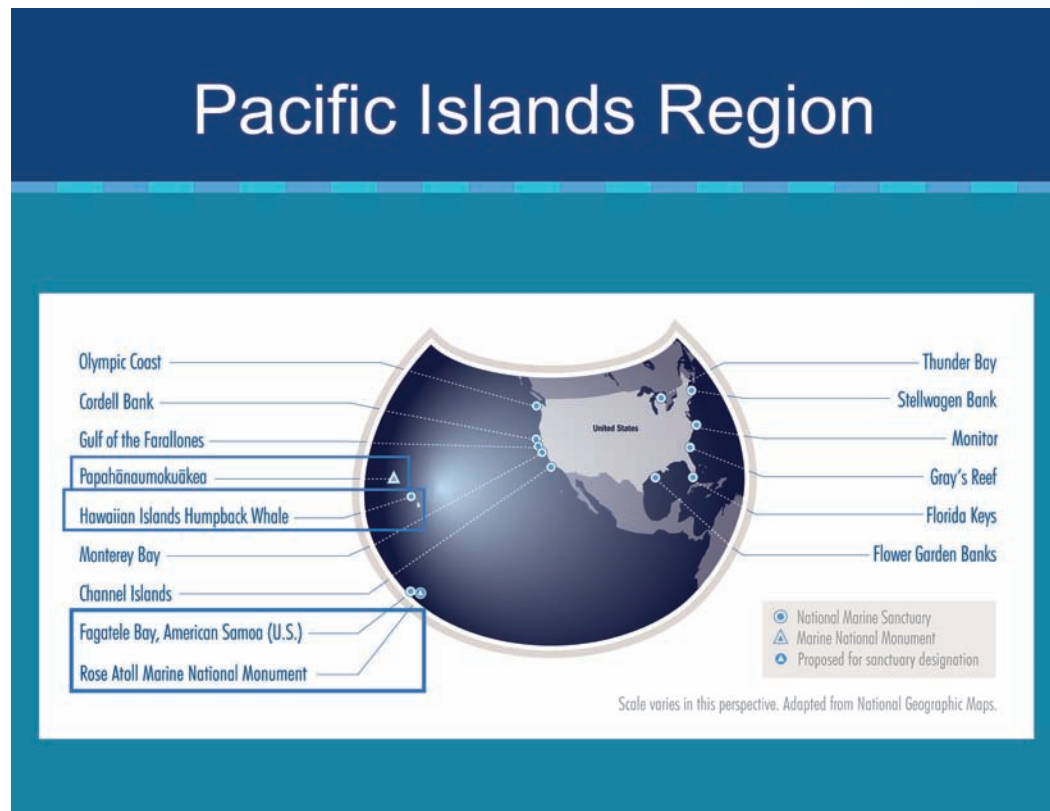 Pacific Islands Region
Olympic Coast
Cordell Bank
Gulf of the Farallones
Papahānaumokuākea
Hawaiian Islands Humpback Whale
Monterey Bay
Channel Islands
Fagatele Bay, American Samoa (U.S.)
Rose Atoll Marine National Monument
United States
Thunder Bay
Stellwagen Bank
Monitor
Gray's Reef
Florida Keys
Flower Garden Banks
National Marine Sanctuary
Marine National Monument
Proposed for sanctuary designation
Scale varies in this perspective. Adapted from National Geographic Maps.